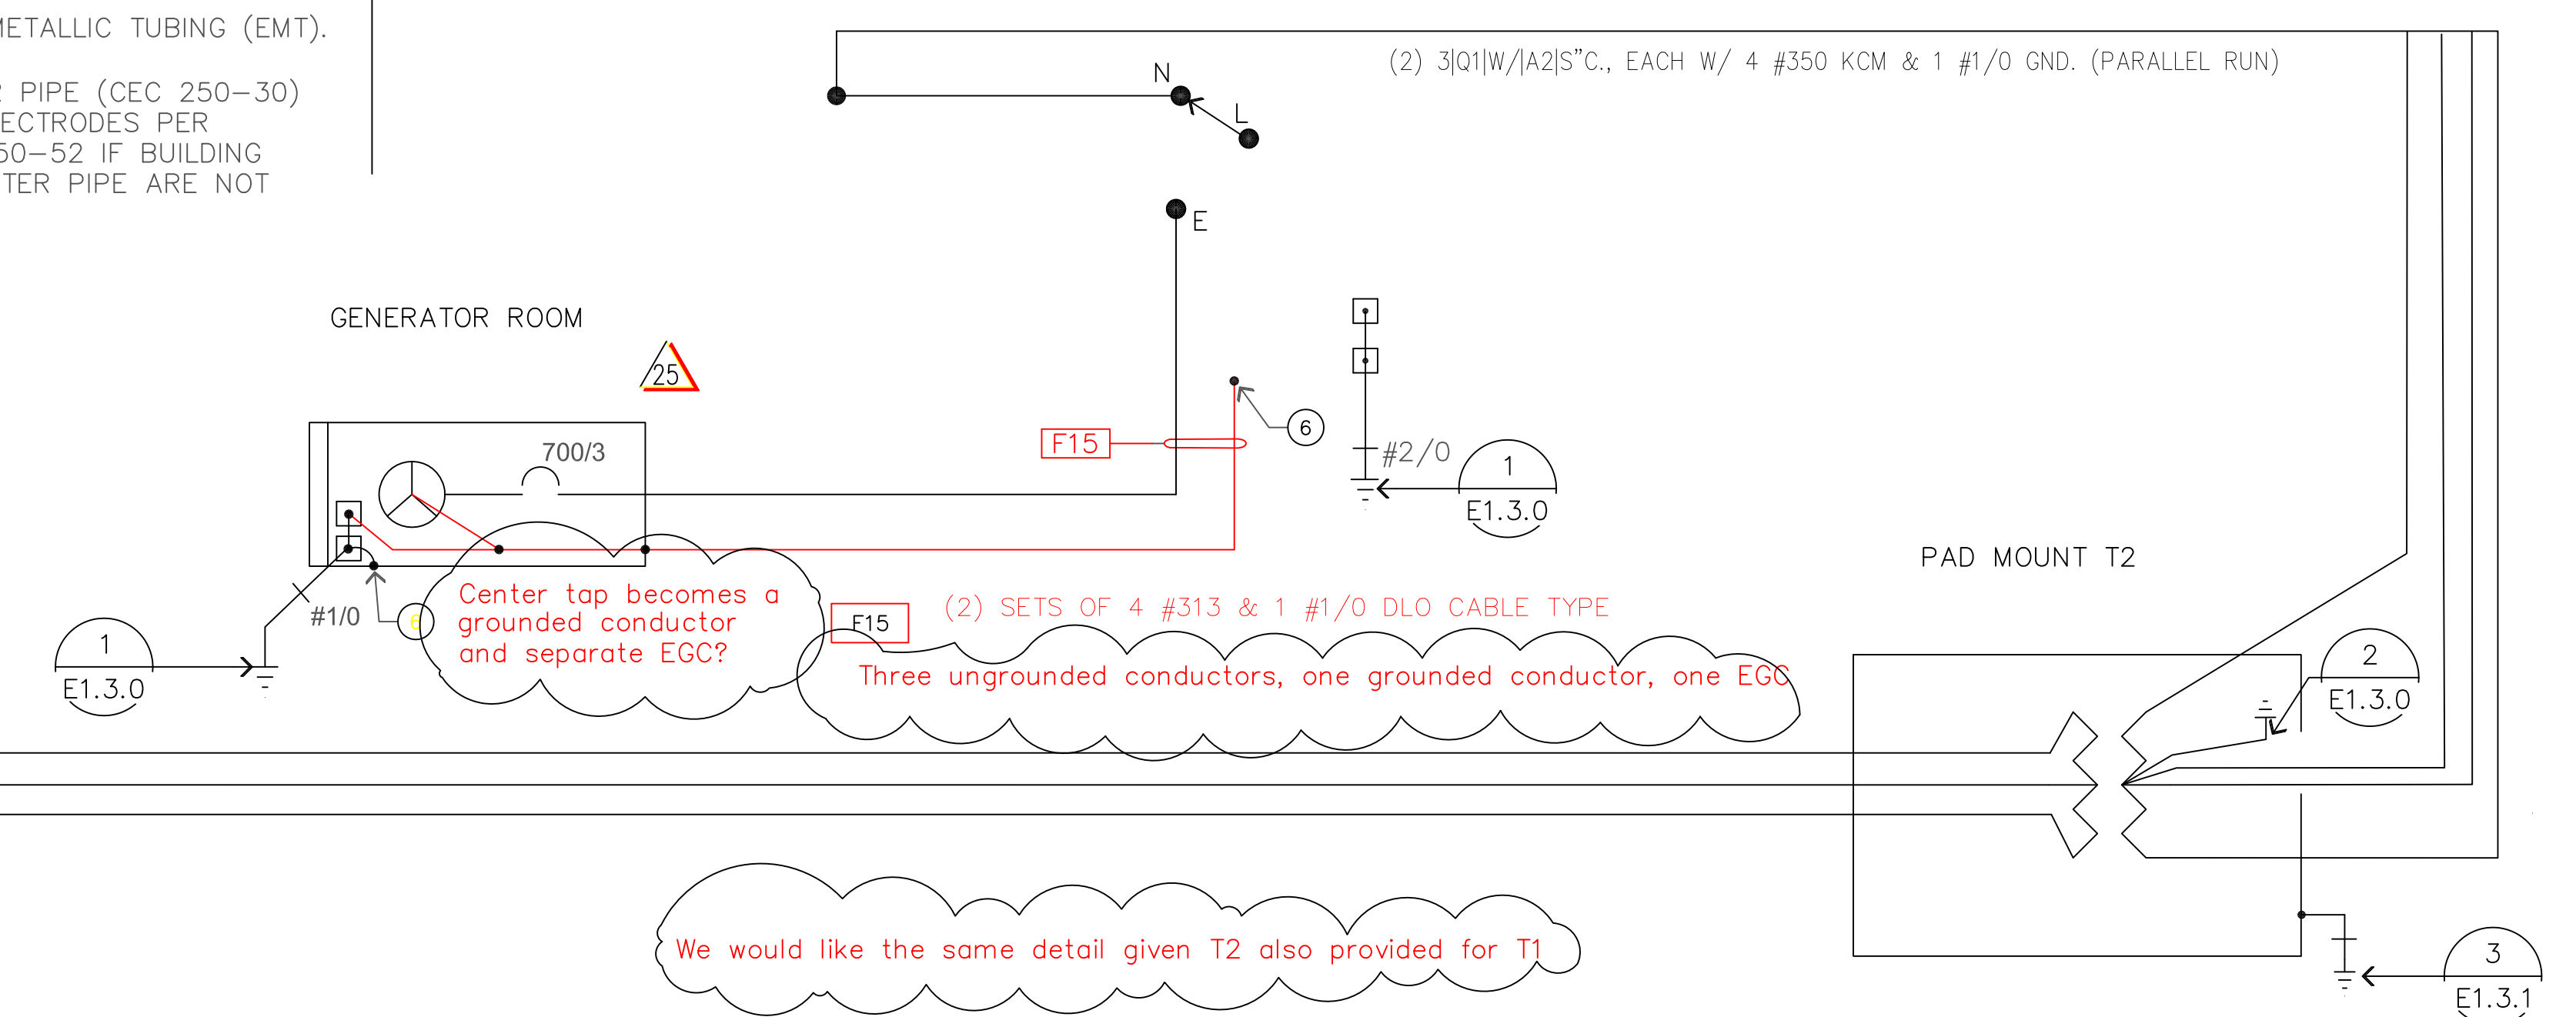 METALLIC TUBING (EMT).
R PIPE (CEC 250-30)
ECTRODES PER
50-52 IF BUILDING
TER PIPE ARE NOT
(2) 3|Q1|W/|A2|S"C., EACH W/ 4 #350 KCM & 1 #1/0 GND. (PARALLEL RUN)
N
L
E
GENERATOR ROOM
25
700/3
F15
6
#2/0
1
E1.3.0
PAD MOUNT T2
#1/0
6
1
E1.3.0
Center tap becomes a
grounded conductor
and separate EGC?
F15
(2) SETS OF 4 #313 & 1 #1/0 DLO CABLE TYPE
Three ungrounded conductors, one grounded conductor, one EGC
2
E1.3.0
We would like the same detail given T2 also provided for T1
3
E1.3.1